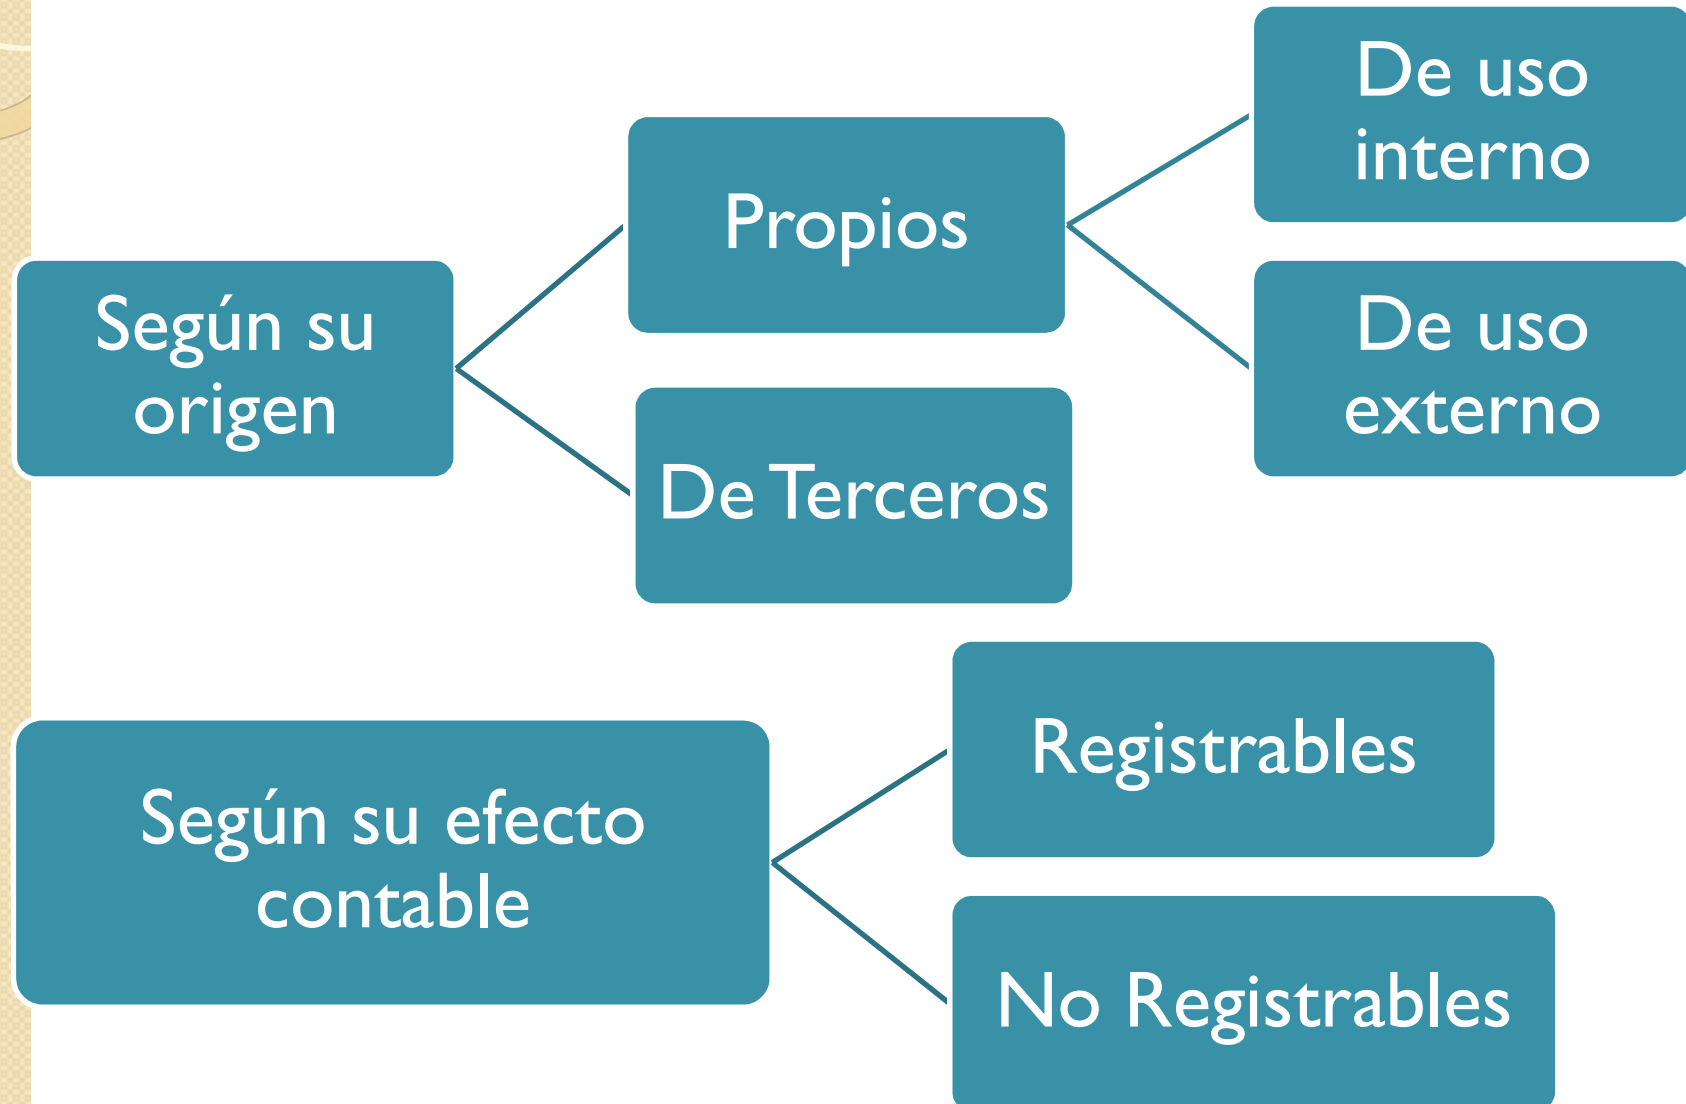 Según su
origen
Propios
De Terceros
De uso
interno
De uso
externo
Según su efecto
contable
Registrables
No Registrables